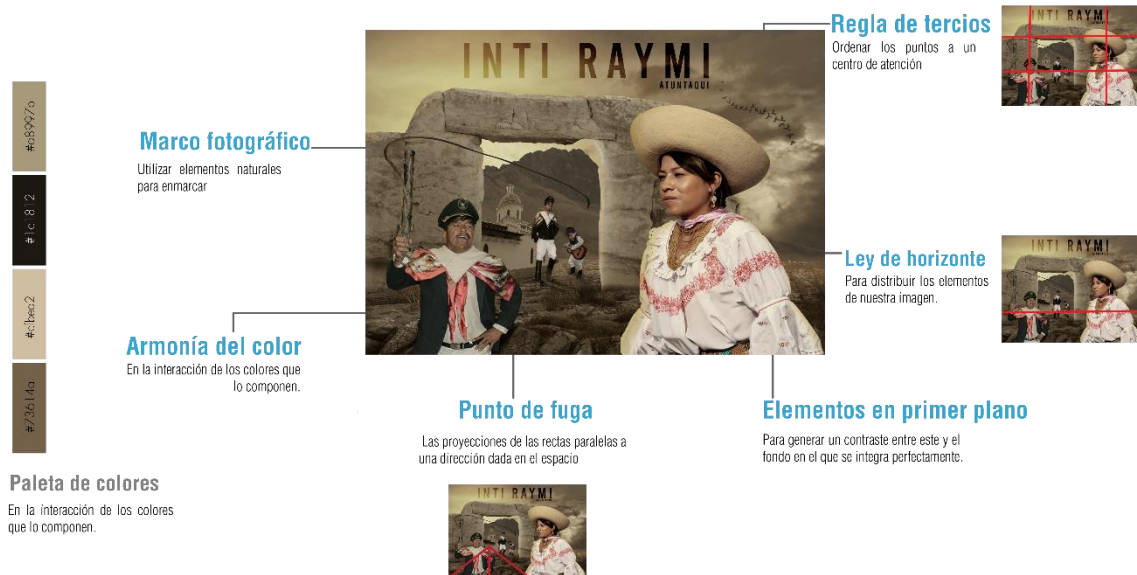 INTI RAYMI
ATUNTAQUI
Regla de tercios
Ordenar los puntos a un
centro de atención
INTI RAYMI
Marco fotográfico
Utilizar elementos naturales
para enmarcar
#a8997a
#1c1812
#d1bea2
#73614a
Ley de horizonte
Para distribuir los elementos
de nuestra imagen.
INTI RAYMI
Armonía del color
En la interacción de los colores que
lo componen.
Punto de fuga
Las proyecciones de las rectas paralelas a
una dirección dada en el espacio
Elementos en primer plano
Para generar un contraste entre este y el
fondo en el que se integra perfectamente.
Paleta de colores
En la interacción de los colores
que lo componen.
INTI RAYMI